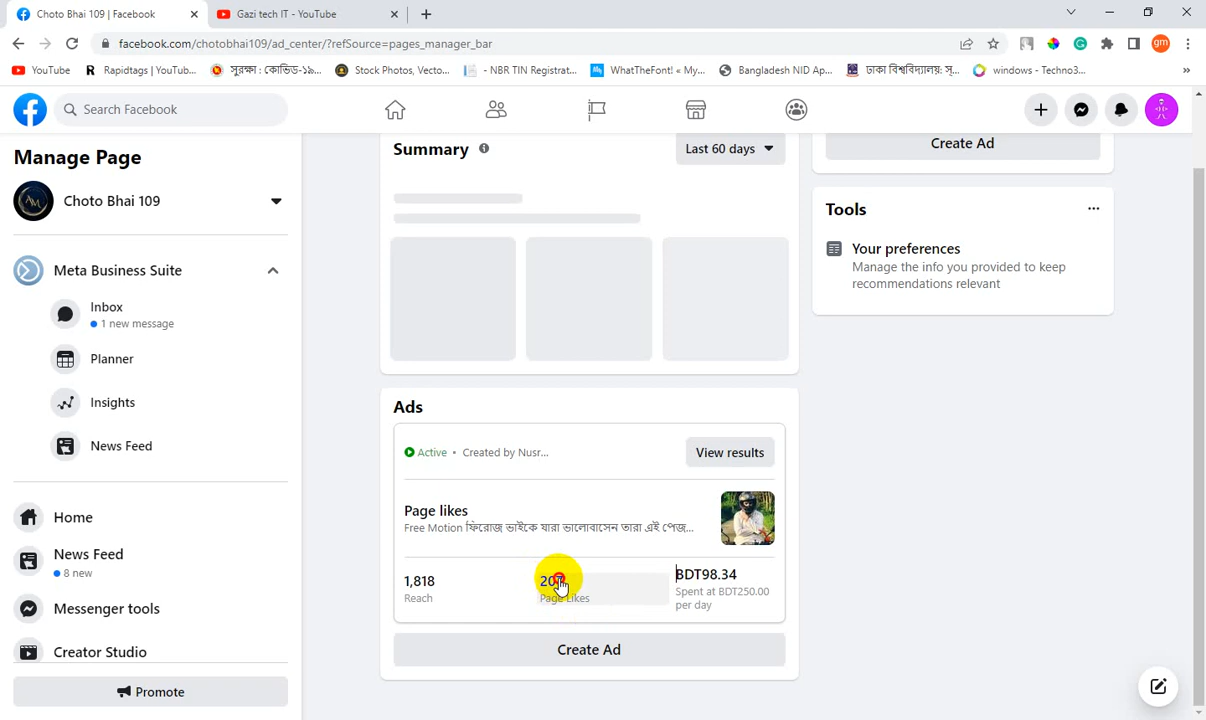 Choto Bhai 109 | Facebook
Gazi tech IT - YouTube
facebook.com/chotobhai109/ad_center/?refSource=pages_manager_bar
gm
YouTube
Rapidtags | YouTub...
সুরক্ষা : কোভিড-১৯...
Stock Photos, Vecto...
- NBR TIN Registrat...
WhatTheFont! « My...
Bangladesh NID Ap...
ঢাকা বিশ্ববিদ্যালয়: স্...
windows - Techno3...
Search Facebook
Manage Page
Choto Bhai 109
Meta Business Suite
Inbox
1 new message
Planner
Insights
News Feed
Home
News Feed
8 new
Messenger tools
Creator Studio
Promote
Summary
Last 60 days
Ads
Active • Created by Nusr...
View results
Page likes
Free Motion ফিরোজ ভাইকে যারা ভালোবাসেন তারা এই পেজ...
1,818
Reach
Page Likes
BDT98.34
Spent at BDT250.00
per day
Create Ad
Create Ad
Tools
Your preferences
Manage the info you provided to keep
recommendations relevant